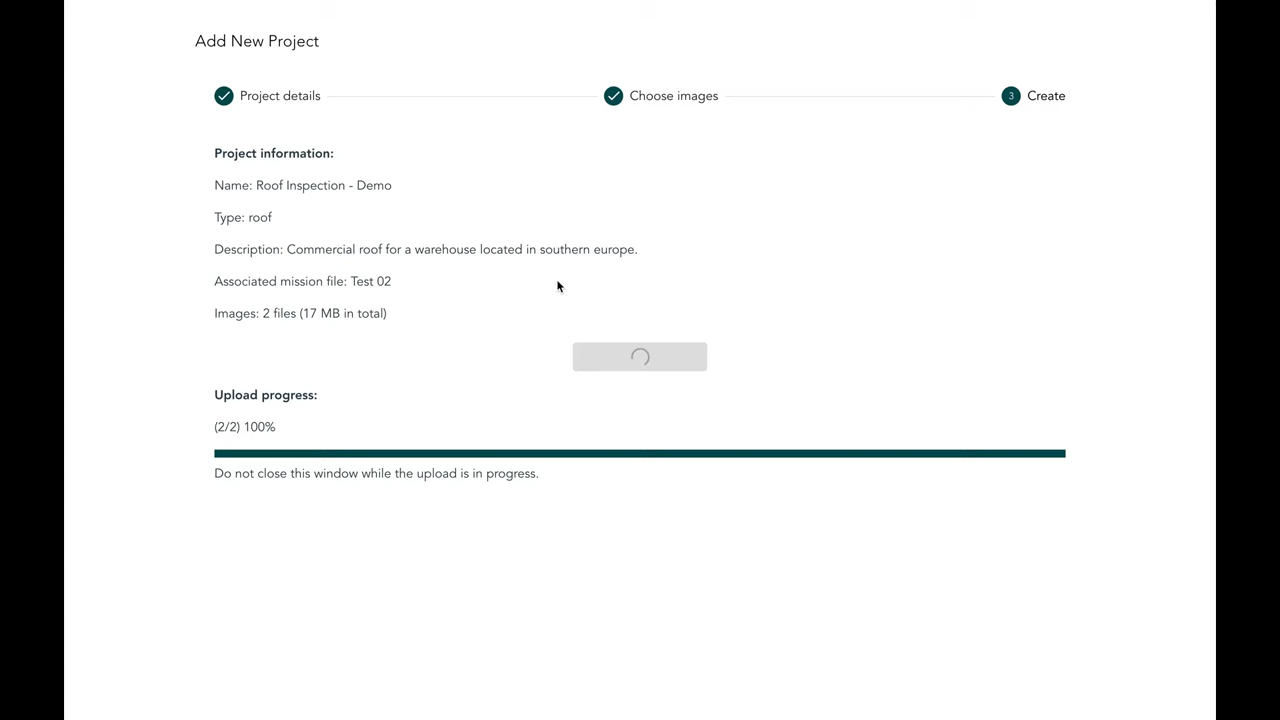 Add New Project
Project details
Choose images
3 Create
Project information:
Name: Roof Inspection - Demo
Type: roof
Description: Commercial roof for a warehouse located in southern europe.
Associated mission file: Test 02
Images: 2 files (17 MB in total)
Upload progress:
(2/2) 100%
Do not close this window while the upload is in progress.